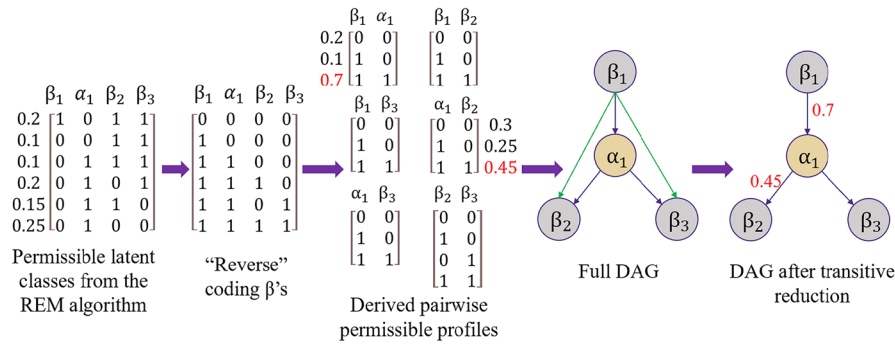 β₁ α₁ β₂ β₃
0.2 1 0 1 1
0.1 0 0 1 1
0.1 0 1 1 1
0.2 0 1 0 1
0.15 0 1 1 0
0.25 0 1 0 0
Permissible latent
classes from the
REM algorithm
β₁ α₁ β₂ β₃
0 0 0 0
1 0 0 0
1 1 0 0
1 1 1 0
1 1 0 1
1 1 1 1
“Reverse”
coding β's
β₁ α₁
0.2 0 0
0.1 1 0
0.7 1 1
β₁ β₂
0 0
1 0
1 1
β₁ β₃
0 0
1 0
1 1
α₁ β₂
0 0 0.3
1 0 0.25
1 1 0.45
α₁ β₃
0 0
1 0
1 1
β₂ β₃
0 0
1 0
0 1
1 1
Derived pairwise
permissible profiles
β₁
α₁
β₂ β₃
Full DAG
β₁
0.7
α₁
0.45
β₂ β₃
DAG after transitive
reduction